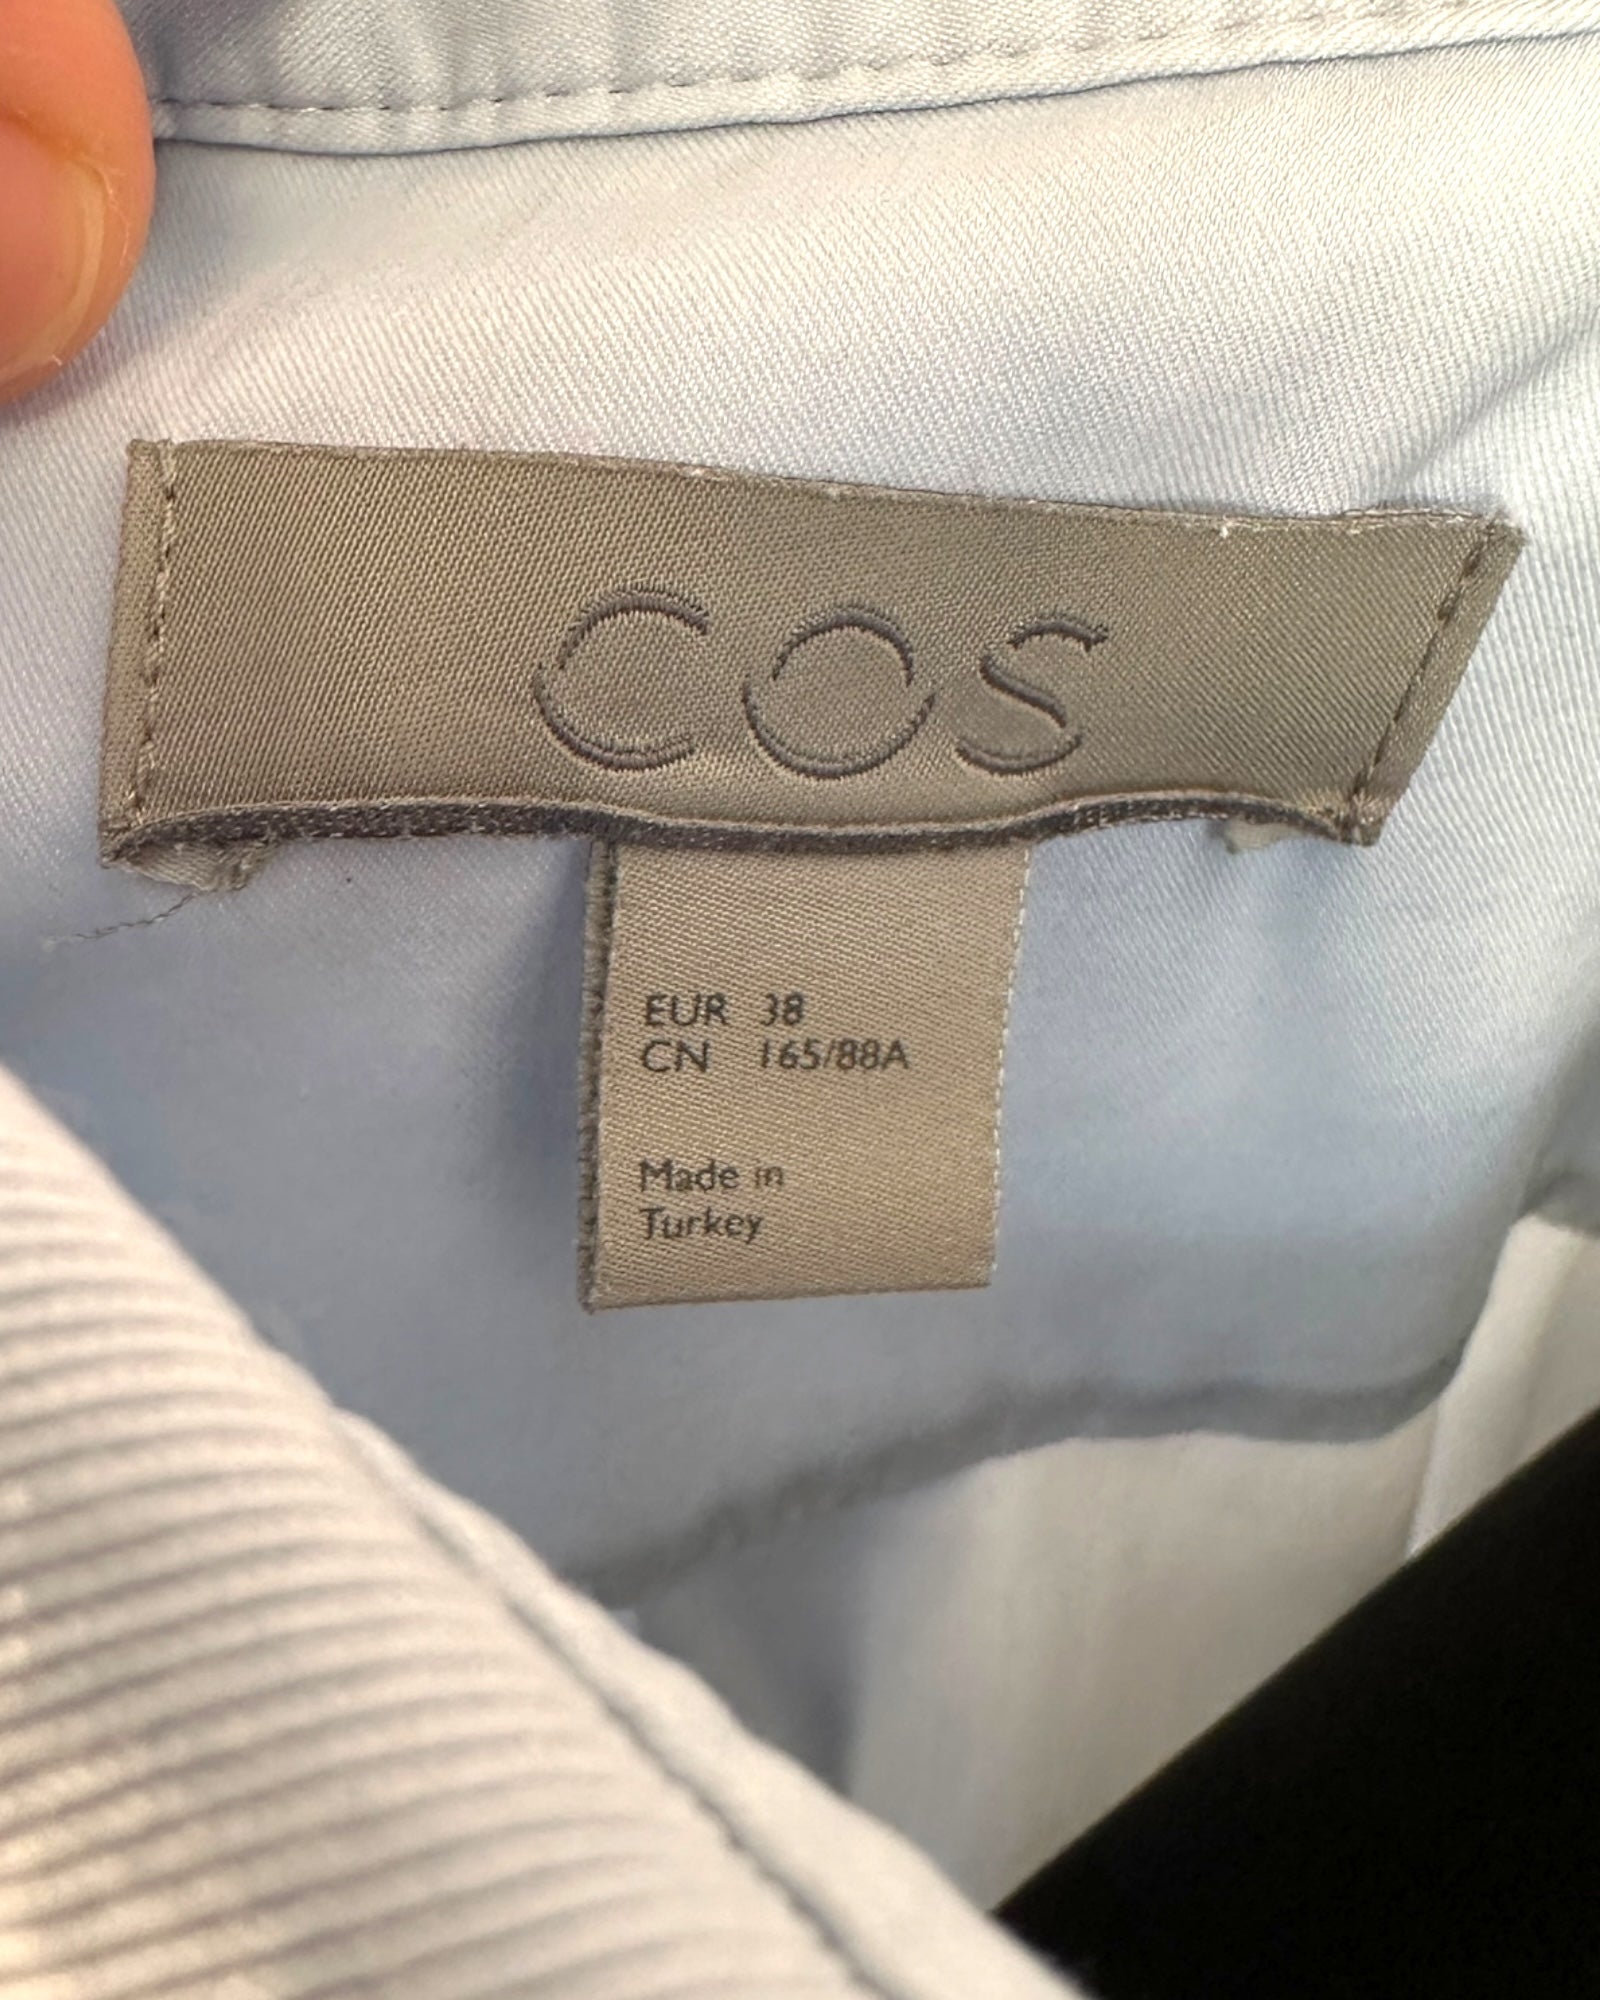 COS
EUR 38
CN 165/88A
Made in
Turkey